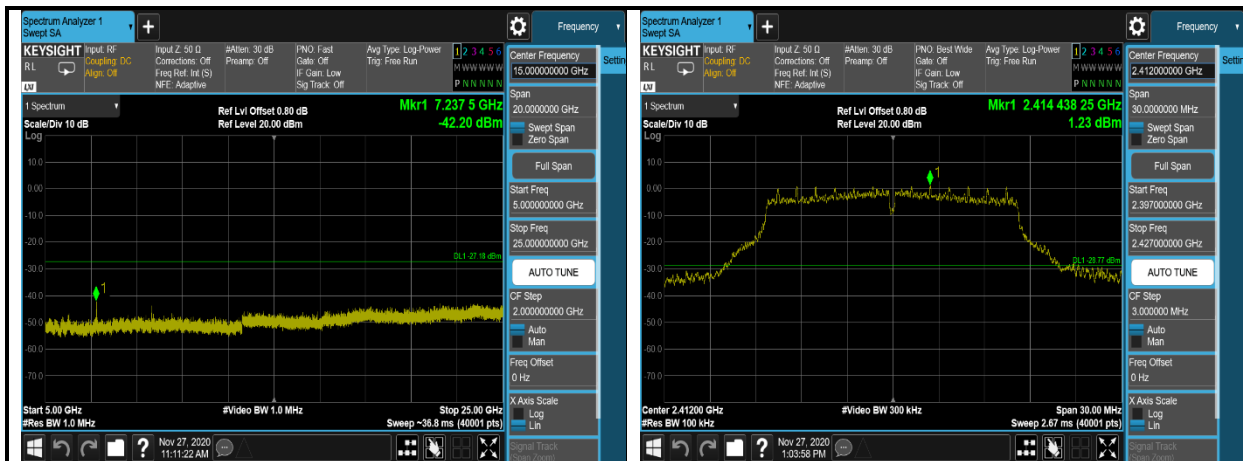 Spectrum Analyzer 1
Swept SA
Frequency
KEYSIGHT
RL
LXI
Input: RF
Coupling: DC
Align: Off
Input Z: 50 Ω
Corrections: Off
Freq Ref: Int (S)
NFE: Adaptive
#Atten: 30 dB
Preamp: Off
PNO: Fast
Gate: Off
IF Gain: Low
Sig Track: Off
Avg Type: Log-Power
Trig: Free Run
1 2 3 4 5 6
M W W W W W
P N N N N N
Center Frequency
15.000000000 GHz
Settin
1 Spectrum
Scale/Div 10 dB
Log
Ref Lvl Offset 0.80 dB
Ref Level 20.00 dBm
Mkr1 7.237 5 GHz
-42.20 dBm
10.0
0.00
-10.0
-20.0
-30.0
-40.0
-50.0
-60.0
-70.0
DL1 -27.18 dBm
1
Start 5.00 GHz
#Res BW 1.0 MHz
#Video BW 1.0 MHz
Stop 25.00 GHz
Sweep ~36.8 ms (40001 pts)
Span
20.0000000 GHz
Swept Span
Zero Span
Full Span
Start Freq
5.000000000 GHz
Stop Freq
25.000000000 GHz
AUTO TUNE
CF Step
2.000000000 GHz
Auto
Man
Freq Offset
0 Hz
X Axis Scale
Log
Lin
Signal Track
(Span Zoom)
?
Nov 27, 2020
11:11:22 AM
Spectrum Analyzer 1
Swept SA
Frequency
KEYSIGHT
RL
LXI
Input: RF
Coupling: DC
Align: Off
Input Z: 50 Ω
Corrections: Off
Freq Ref: Int (S)
NFE: Adaptive
#Atten: 30 dB
Preamp: Off
PNO: Best Wide
Gate: Off
IF Gain: Low
Sig Track: Off
Avg Type: Log-Power
Trig: Free Run
1 2 3 4 5 6
M W W W W W
P N N N N N
Center Frequency
2.412000000 GHz
Settin
1 Spectrum
Scale/Div 10 dB
Log
Ref Lvl Offset 0.80 dB
Ref Level 20.00 dBm
Mkr1 2.414 438 25 GHz
1.23 dBm
10.0
0.00
-10.0
-20.0
-30.0
-40.0
-50.0
-60.0
-70.0
DL1 -28.77 dBm
1
Center 2.41200 GHz
#Res BW 100 kHz
#Video BW 300 kHz
Span 30.00 MHz
Sweep 2.67 ms (40001 pts)
Span
30.0000000 MHz
Swept Span
Zero Span
Full Span
Start Freq
2.397000000 GHz
Stop Freq
2.427000000 GHz
AUTO TUNE
CF Step
3.000000 MHz
Auto
Man
Freq Offset
0 Hz
X Axis Scale
Log
Lin
Signal Track
(Span Zoom)
?
Nov 27, 2020
1:03:58 PM